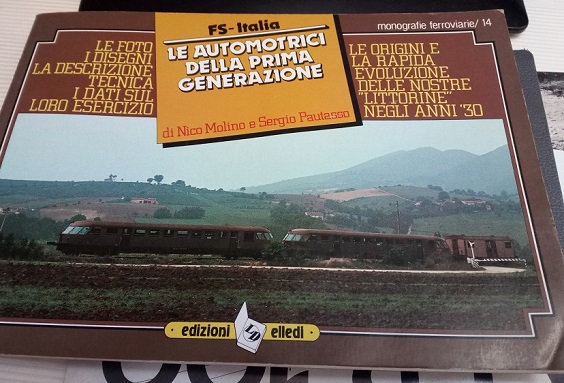 FS-Italia
monografie ferroviarie/14
LE AUTOMOTRICI
DELLA PRIMA
GENERAZIONE
di Nico Molino e Sergio Pautasso
LE FOTO
I DISEGNI
LA DESCRIZIONE
TECNICA
I DATI SUL
LORO ESERCIZIO
LE ORIGINI E
LA RAPIDA
EVOLUZIONE
DELLE NOSTRE
"LITTORINE"
NEGLI ANNI '30
edizioni LD elledi